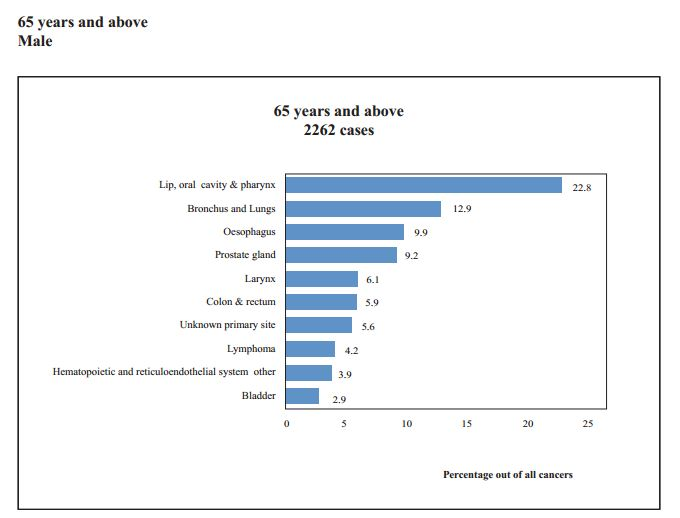 65 years and above
Male
65 years and above
2262 cases
Lip, oral cavity & pharynx 22.8
Bronchus and Lungs 12.9
Oesophagus 9.9
Prostate gland 9.2
Larynx 6.1
Colon & rectum 5.9
Unknown primary site 5.6
Lymphoma 4.2
Hematopoietic and reticuloendothelial system other 3.9
Bladder 2.9
0 5 10 15 20 25
Percentage out of all cancers